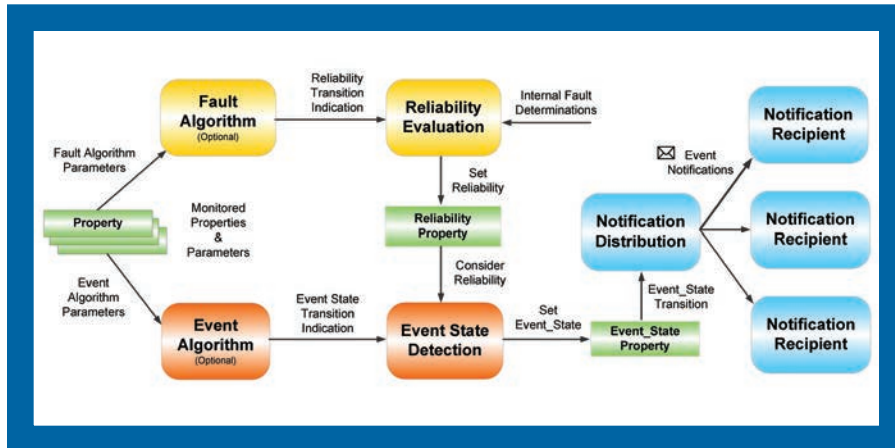 Fault
Algorithm
(Optional)
Reliability
Transition
Indication
Reliability
Evaluation
Internal Fault
Determinations
Notification
Recipient
Fault Algorithm
Parameters
Set
Reliability
Event
Notifications
Property
Monitored
Properties
&
Parameters
Reliability
Property
Notification
Distribution
Notification
Recipient
Event
Algorithm
Parameters
Consider
Reliability
Event_State
Transition
Event
Algorithm
(Optional)
Event State
Transition
Indication
Event State
Detection
Set
Event_State
Event_State
Property
Notification
Recipient